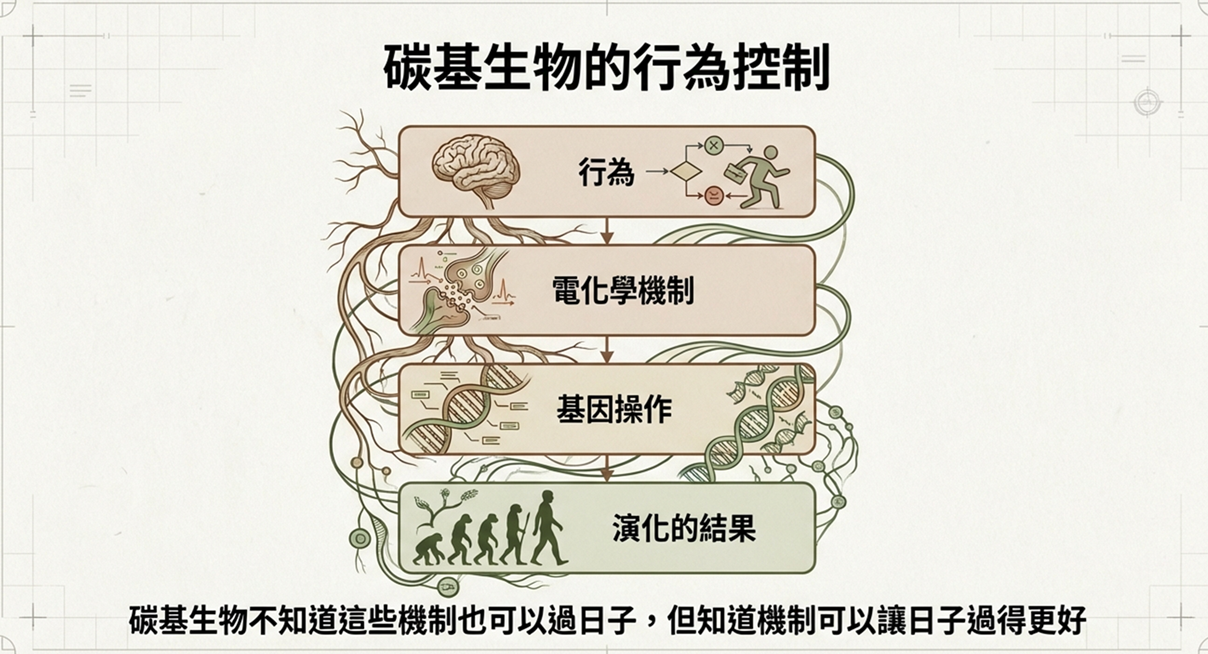 碳基生物的行為控制
行為
電化學機制
基因操作
演化的結果
碳基生物不知道這些機制也可以過日子，但知道機制可以讓日子過得更好